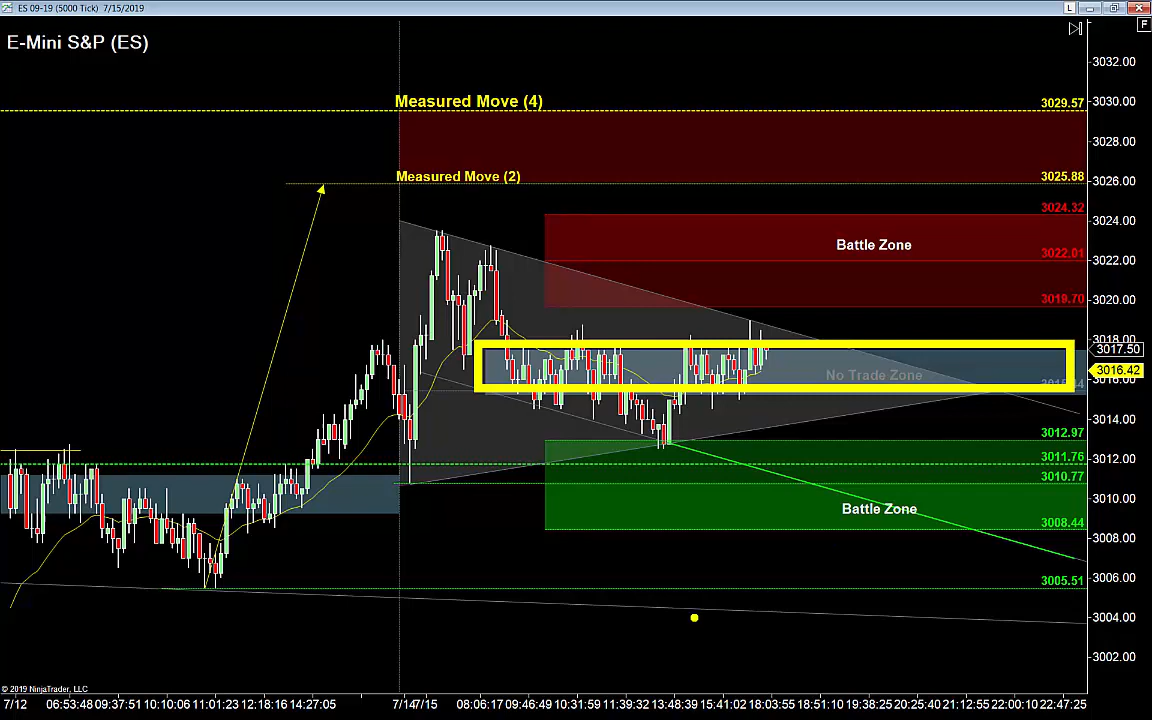 ES 09-19 (5000 Tick) 7/15/2019
L
F
E-Mini S&P (ES)
3032.00
Measured Move (4)
3029.57
3030.00
3028.00
Measured Move (2)
3025.88
3026.00
3024.32
3024.00
Battle Zone
3022.01
3022.00
3019.70
3020.00
3018.00
3017.50
No Trade Zone
3016.42
3016.00
3014.00
3012.97
3011.76
3012.00
3010.77
3010.00
Battle Zone
3008.44
3008.00
3005.51
3006.00
3004.00
3002.00
© 2019 NinjaTrader, LLC
7/12 06:53:48 09:37:51 10:10:06 11:01:23 12:18:16 14:27:05 7/147/15 08:06:17 09:46:49 10:31:59 11:39:32 13:48:39 15:41:02 18:03:55 18:51:10 19:38:25 20:25:40 21:12:55 22:00:10 22:47:25